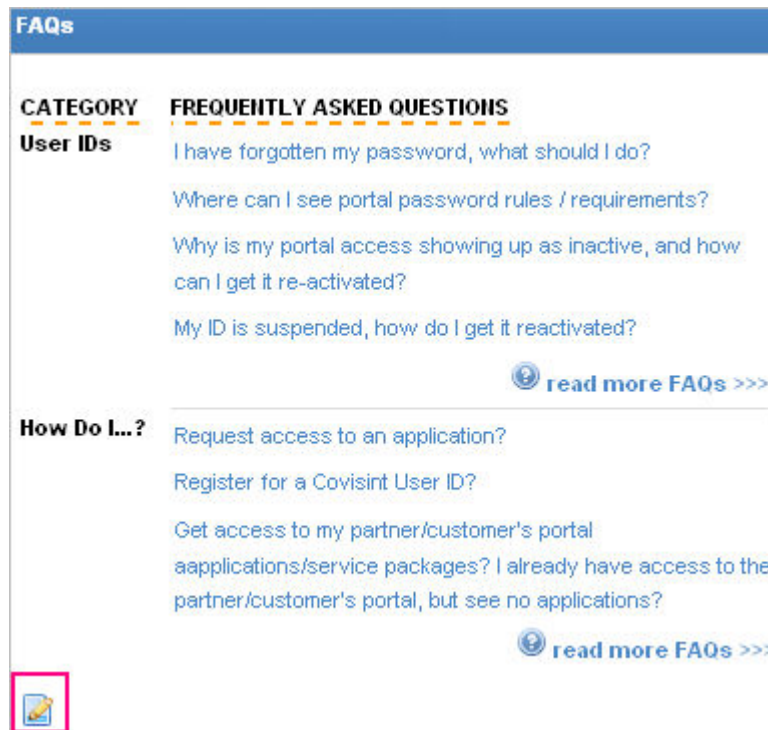 FAQs
CATEGORY FREQUENTLY ASKED QUESTIONS
User IDs I have forgotten my password, what should I do?
Where can I see portal password rules / requirements?
Why is my portal access showing up as inactive, and how
can I get it re-activated?
My ID is suspended, how do I get it reactivated?
read more FAQs >>>
How Do I...? Request access to an application?
Register for a Covisint User ID?
Get access to my partner/customer's portal
aapplications/service packages? I already have access to the
partner/customer's portal, but see no applications?
read more FAQs >>>